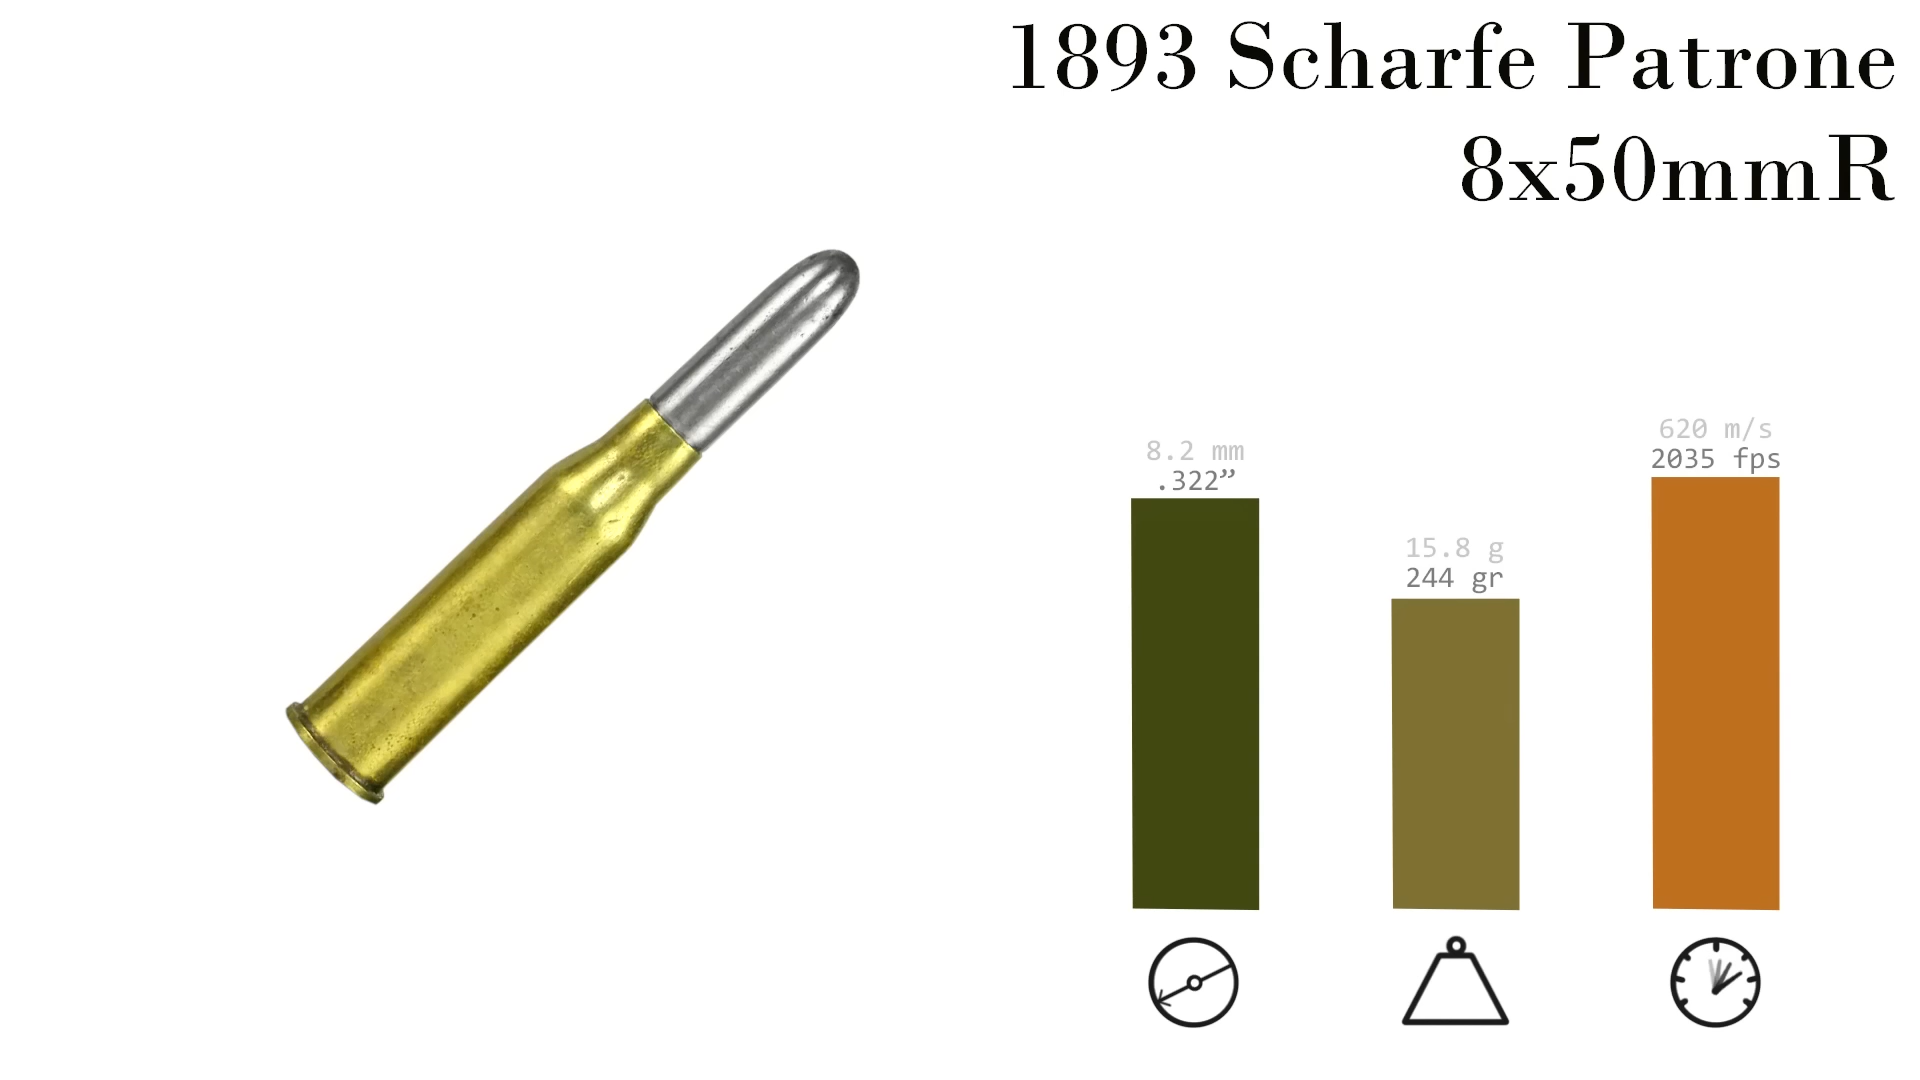 1893 Scharfe Patrone
8x50mmR
8.2 mm
.322”
15.8 g
244 gr
620 m/s
2035 fps